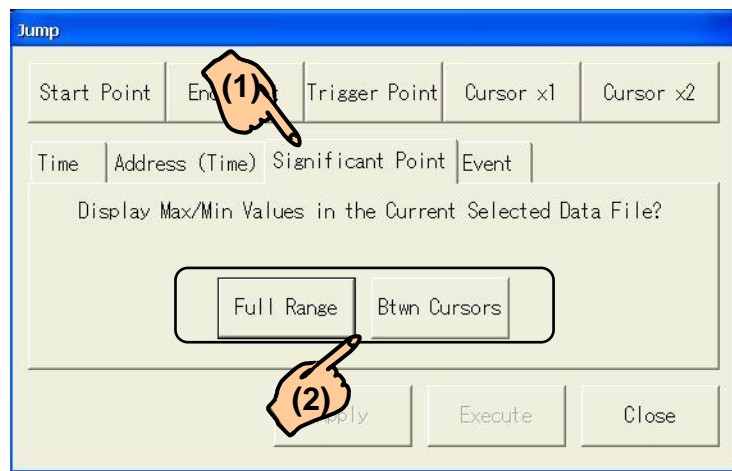 Jump
Start Point Trigger Point Cursor x1 Cursor x2
(1)
Time Address (Time) Significant Point Event
Display Max/Min Values in the Current Selected Data File?
Full Range Btwn Cursors
(2)
Execute Close